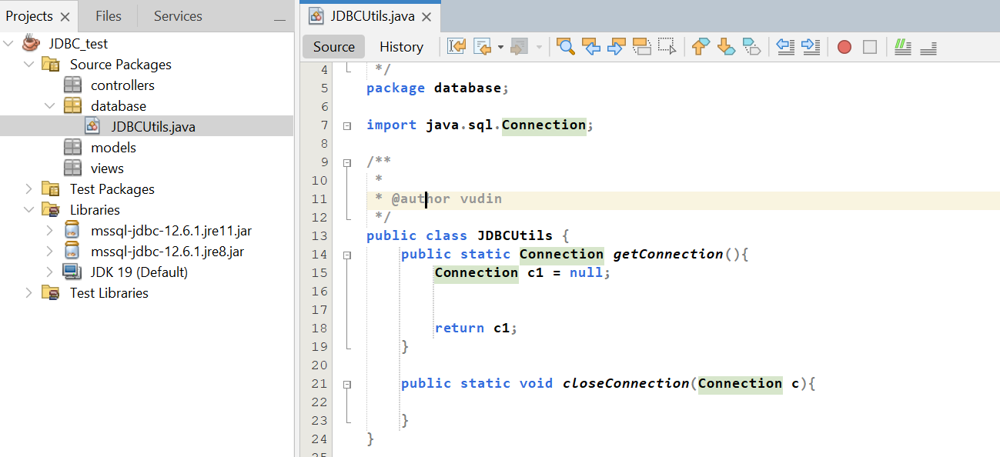 Projects Files Services
JDBC_test
Source Packages
controllers
database
JDBCUtils.java
models
views
Test Packages
Libraries
mssql-jdbc-12.6.1.jre11.jar
mssql-jdbc-12.6.1.jre8.jar
JDK 19 (Default)
Test Libraries
JDBCUtils.java
Source History
4 */
5 package database;
6
7 import java.sql.Connection;
8
9 /**
10 *
11 * @author vudin
12 */
13 public class JDBCUtils {
14 public static Connection getConnection(){
15 Connection c1 = null;
16
17
18 return c1;
19 }
20
21 public static void closeConnection(Connection c){
22
23 }
24 }
25